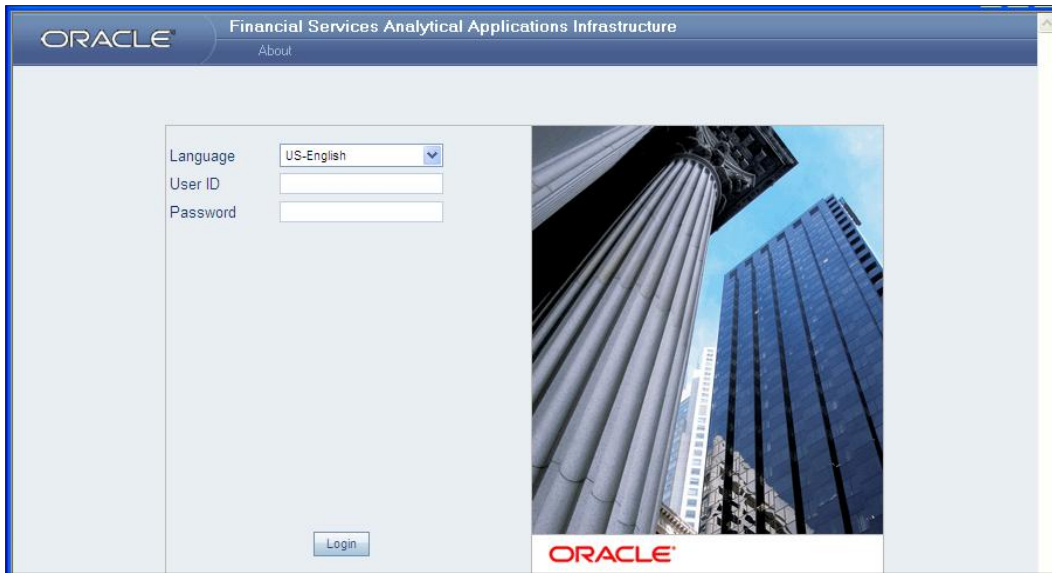 ORACLE
Financial Services Analytical Applications Infrastructure
About
Language
US-English
User ID
Password
Login
ORACLE